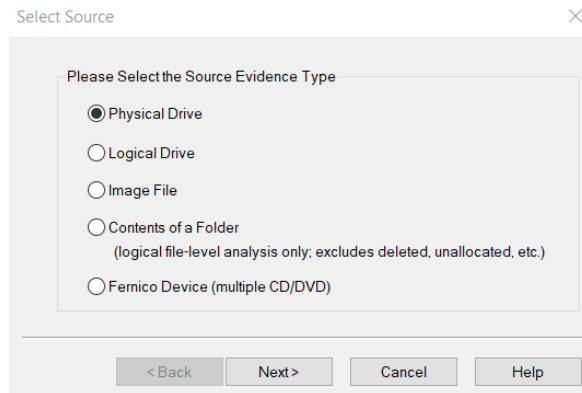 Select Source
Please Select the Source Evidence Type
Physical Drive
Logical Drive
Image File
Contents of a Folder
(logical file-level analysis only; excludes deleted, unallocated, etc.)
Fernico Device (multiple CD/DVD)
< Back Next > Cancel Help